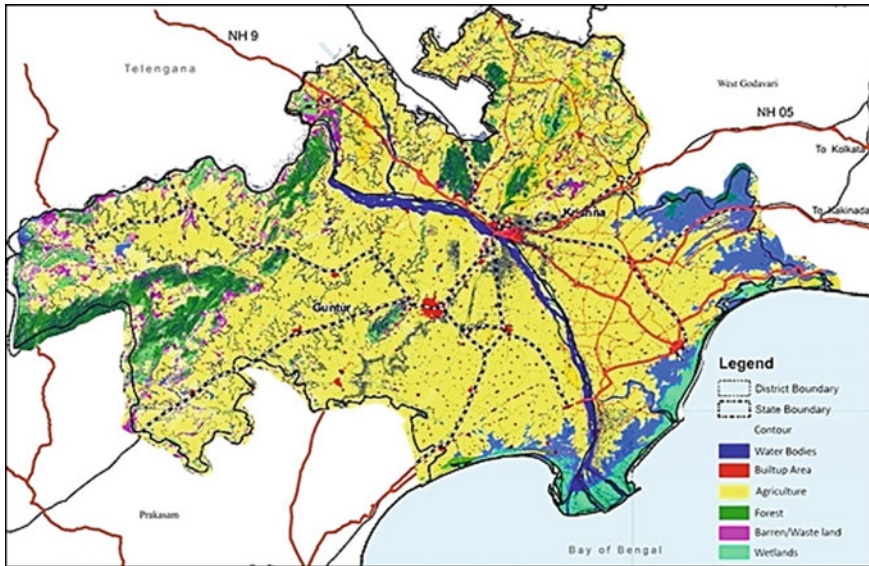 NH 9
Telengana
West Godavari
NH 05
To Kolkata
To Kakinada
Krishna
Guntur
Legend
District Boundary
State Boundary
Contour
Water Bodies
Builtup Area
Agriculture
Forest
Barren/Waste land
Wetlands
Prakasam
Bay of Bengal